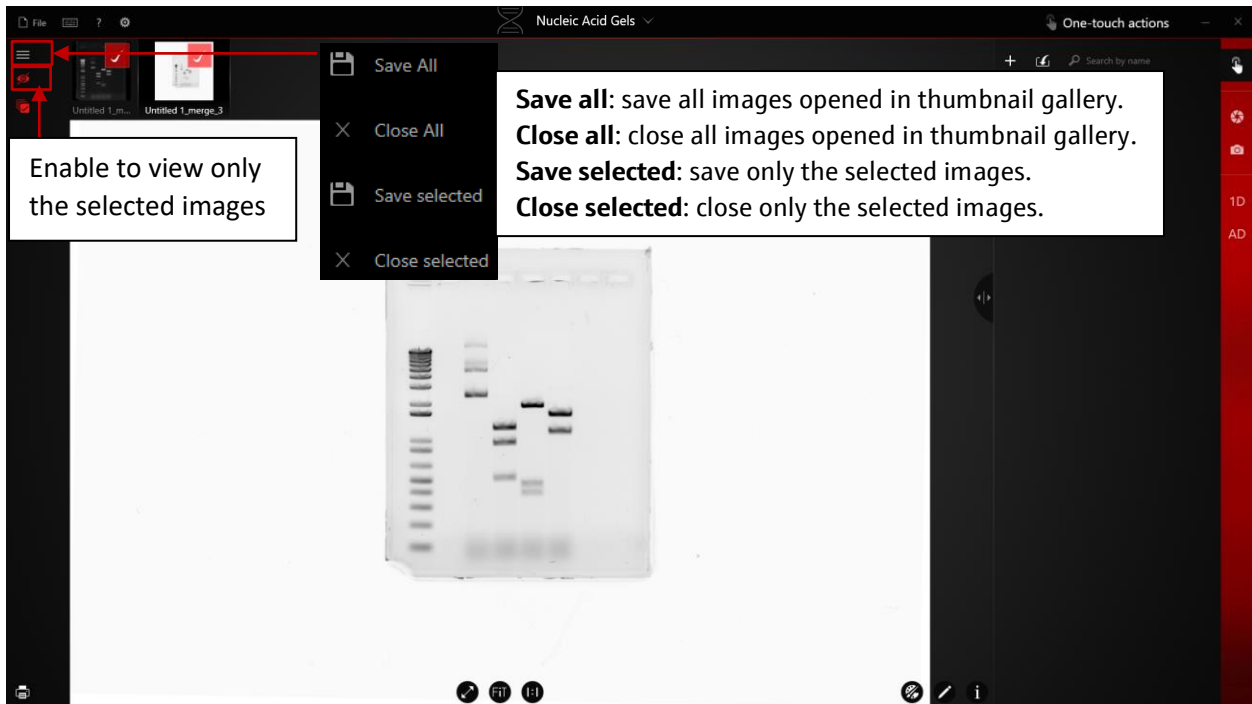 File ? Nucleic Acid Gels One-touch actions
Search by name
Untitled 1_m... Untitled 1_merge_3
Save All
Close All
Save selected
Close selected
Save all: save all images opened in thumbnail gallery.
Close all: close all images opened in thumbnail gallery.
Save selected: save only the selected images.
Close selected: close only the selected images.
Enable to view only
the selected images
1D
AD
FiT 1:1 i